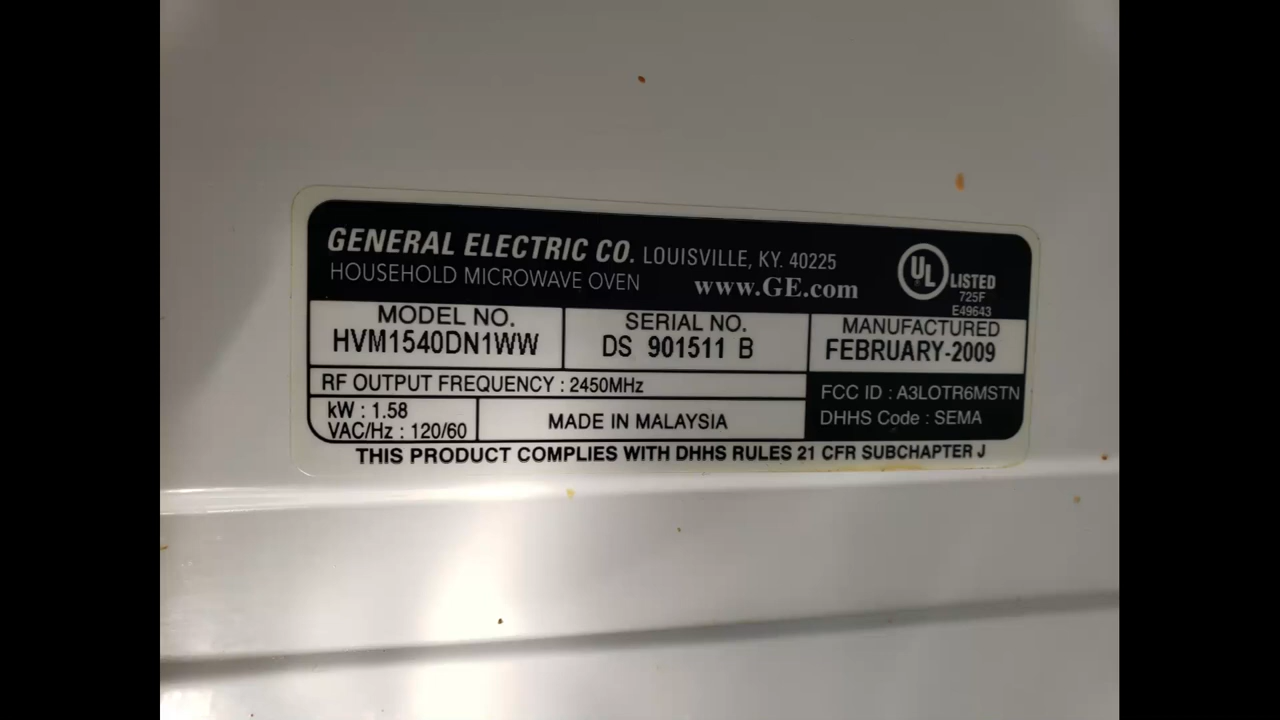 GENERAL ELECTRIC CO. LOUISVILLE, KY. 40225
HOUSEHOLD MICROWAVE OVEN www.GE.com
UL LISTED
725F
E49643
MODEL NO.
HVM1540DN1WW
SERIAL NO.
DS 901511 B
MANUFACTURED
FEBRUARY-2009
RF OUTPUT FREQUENCY : 2450MHz
kW : 1.58
VAC/Hz : 120/60
MADE IN MALAYSIA
FCC ID : A3LOTR6MSTN
DHHS Code : SEMA
THIS PRODUCT COMPLIES WITH DHHS RULES 21 CFR SUBCHAPTER J